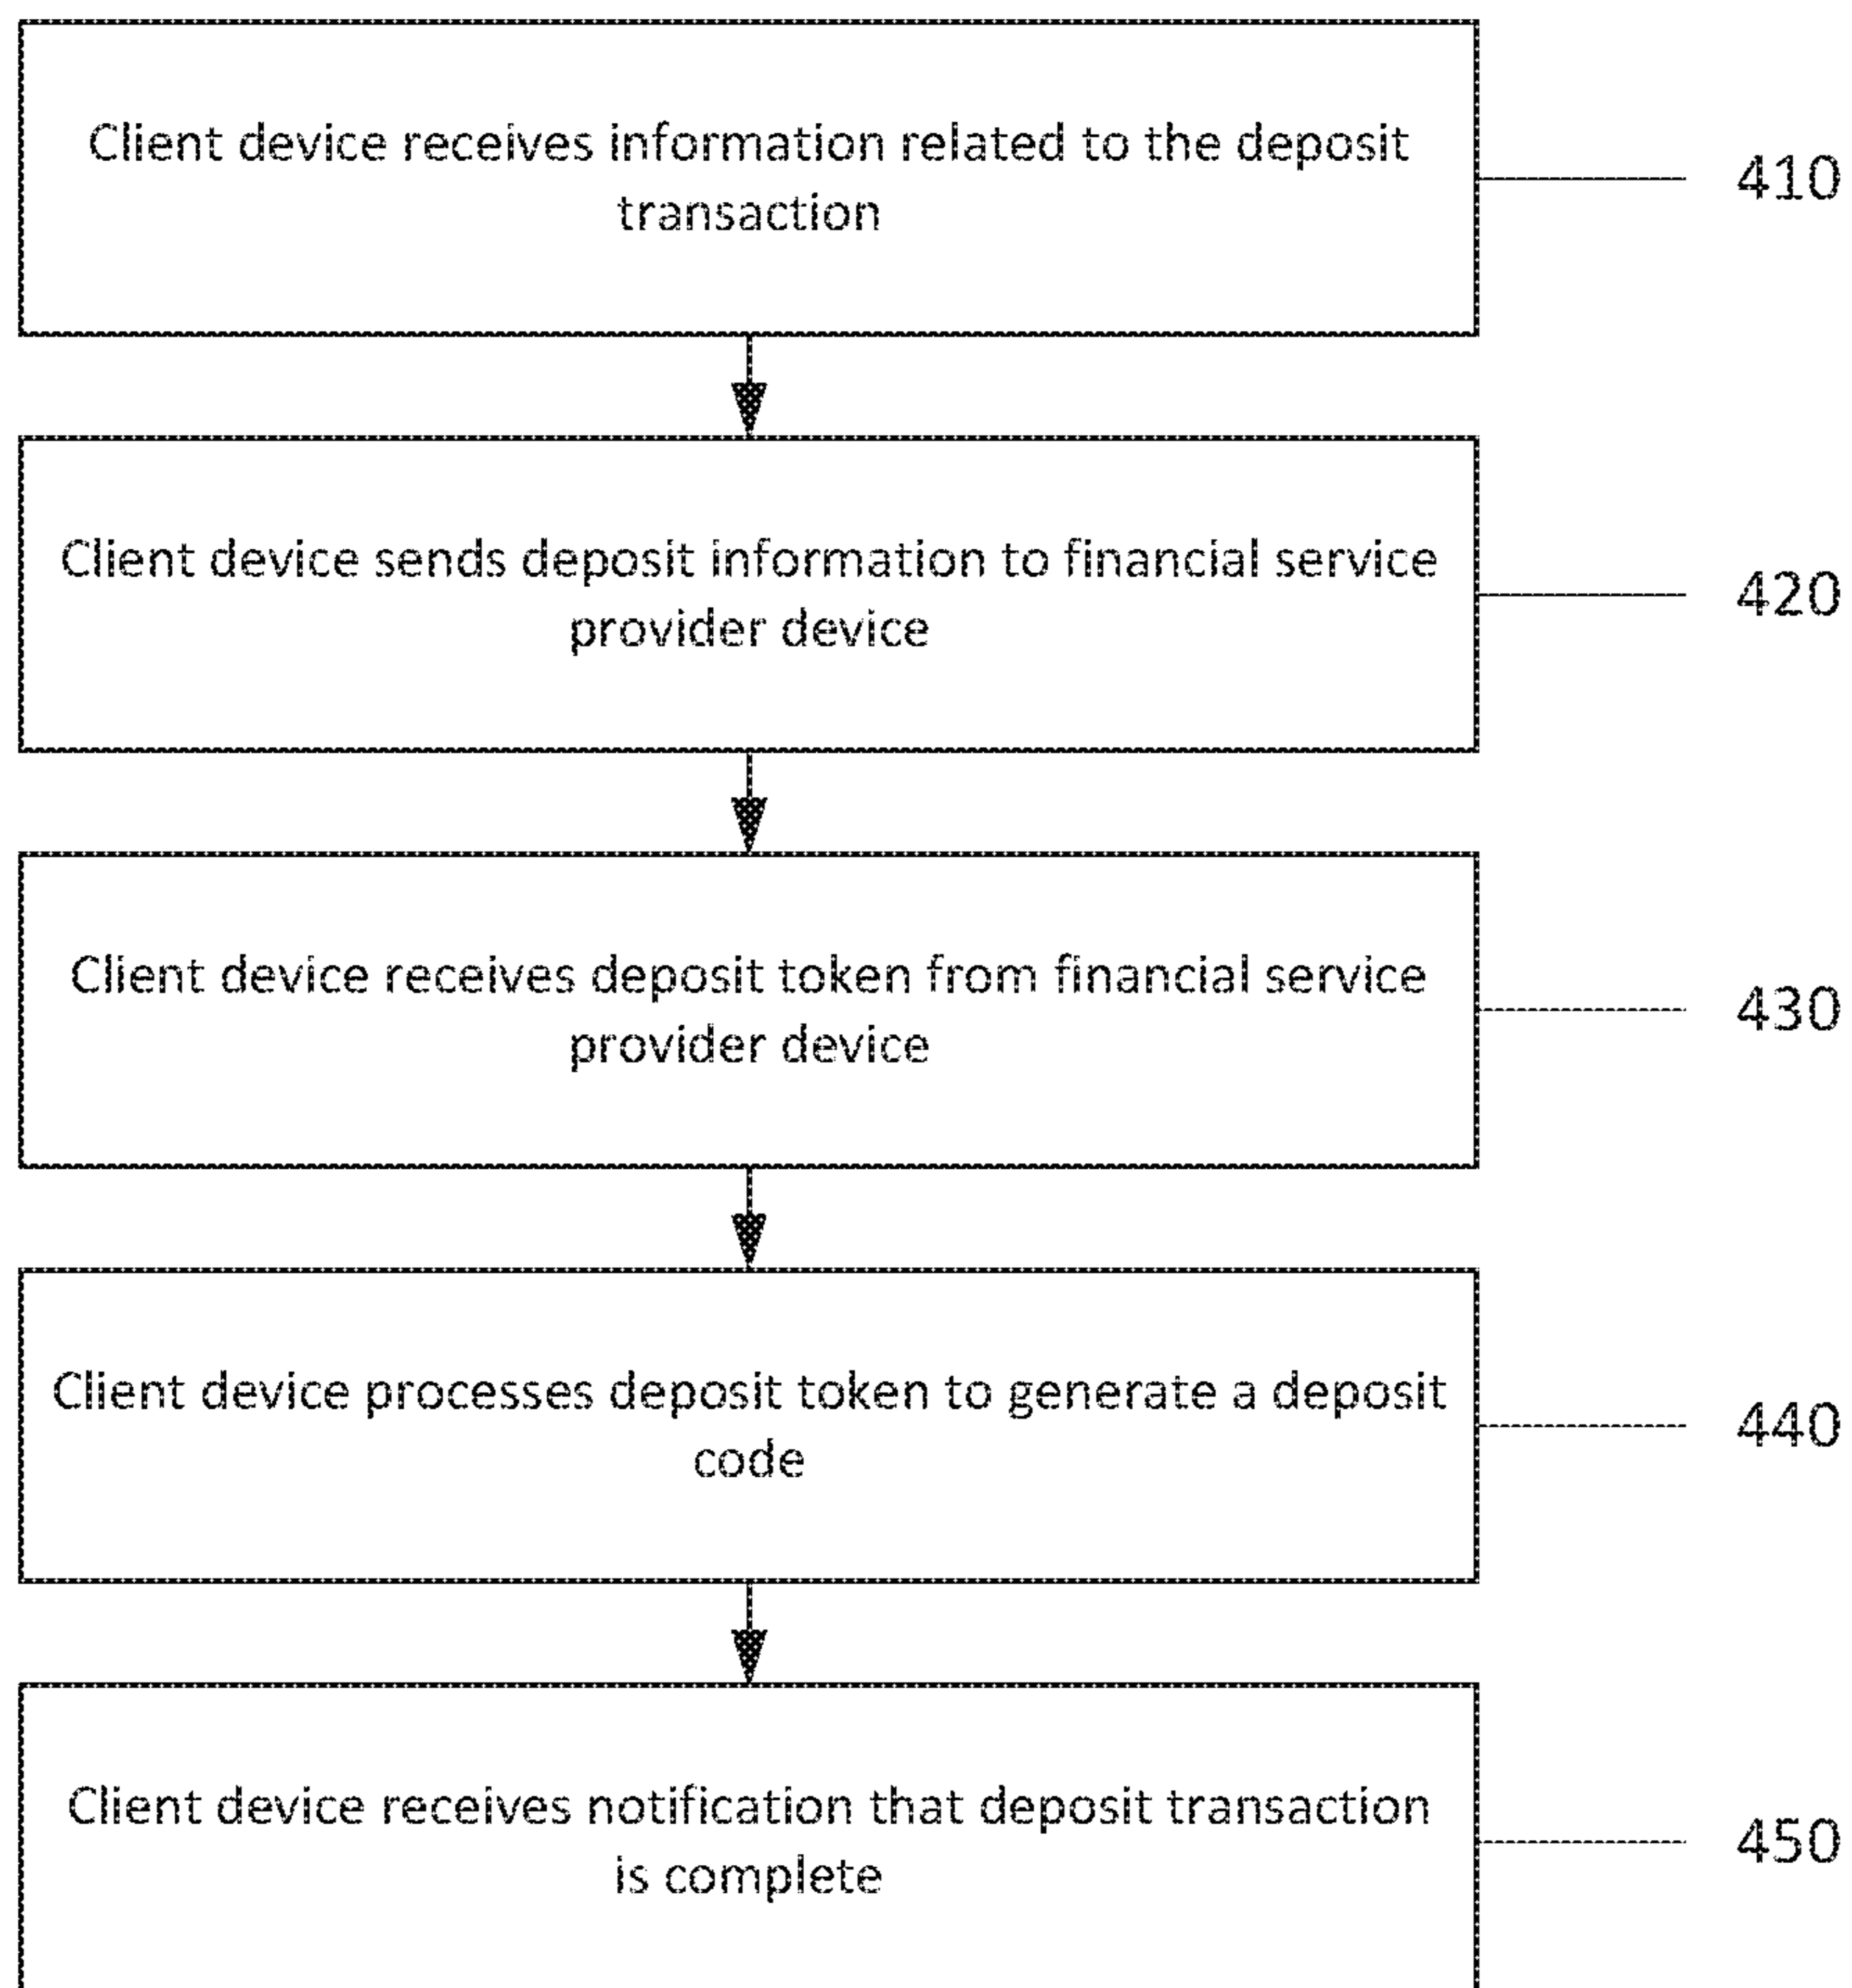 Client device receives information related to the deposit
transaction
410
Client device sends deposit information to financial service
provider device
420
Client device receives deposit token from financial service
provider device
430
Client device processes deposit token to generate a deposit
code
440
Client device receives notification that deposit transaction
is complete
450